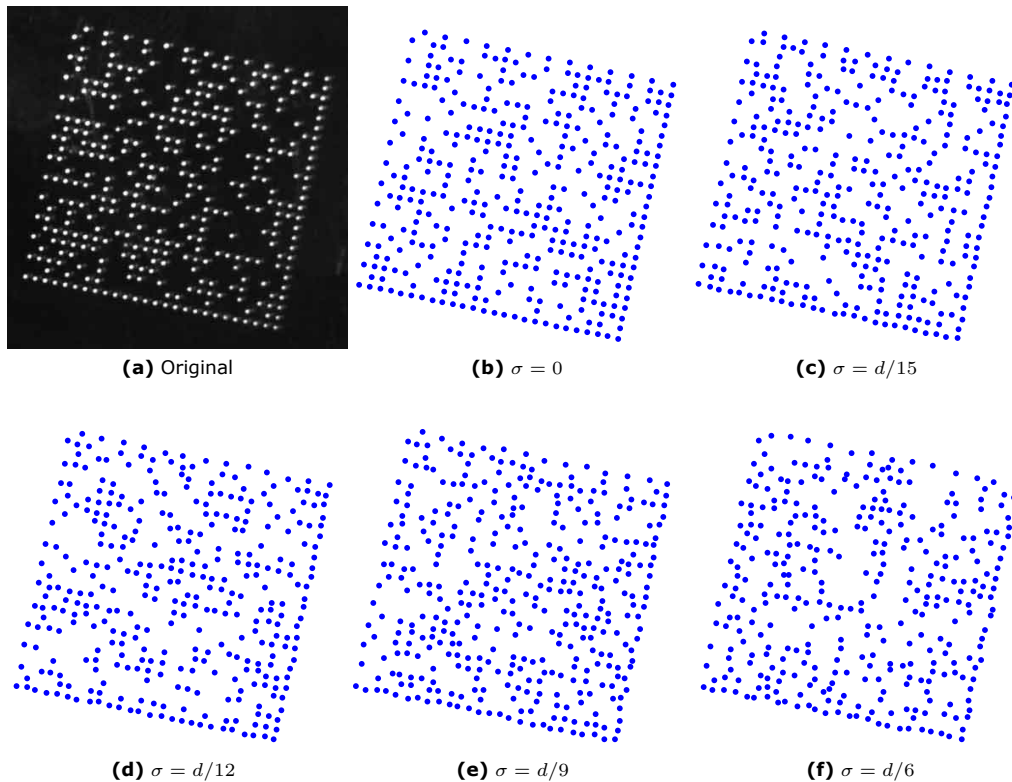 (a) Original
(b) σ = 0
(c) σ = d/15
(d) σ = d/12
(e) σ = d/9
(f) σ = d/6